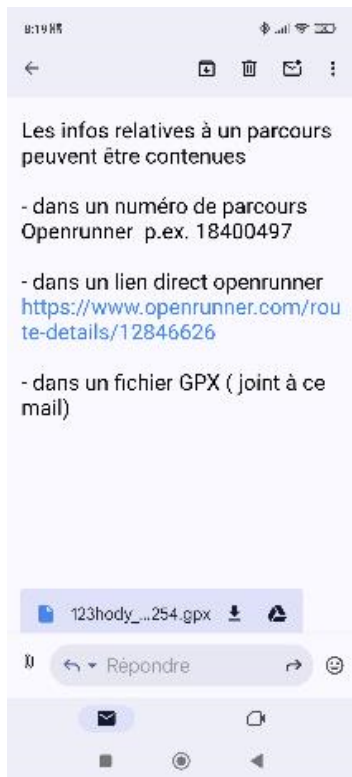 8:19
Les infos relatives à un parcours
peuvent être contenues
- dans un numéro de parcours
Openrunner p.ex. 18400497
- dans un lien direct openrunner
https://www.openrunner.com/rou
te-details/12846626
- dans un fichier GPX ( joint à ce
mail)
123hody_...254.gpx
Répondre